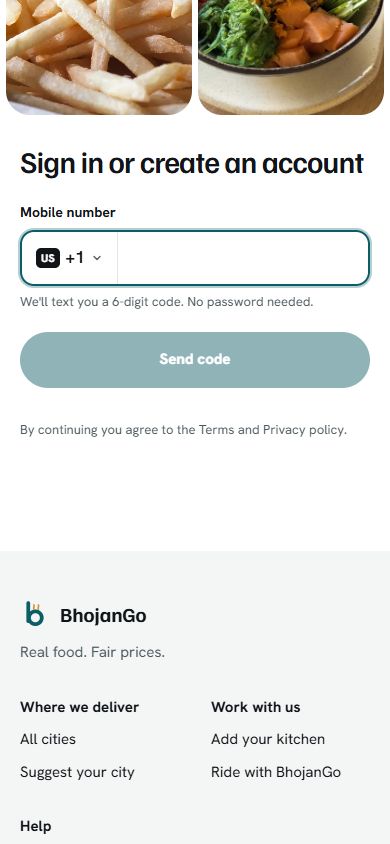 Sign in or create an account
Mobile number
US +1
We'll text you a 6-digit code. No password needed.
Send code
By continuing you agree to the Terms and Privacy policy.
BhojanGo
Real food. Fair prices.
Where we deliver
All cities
Suggest your city
Work with us
Add your kitchen
Ride with BhojanGo
Help